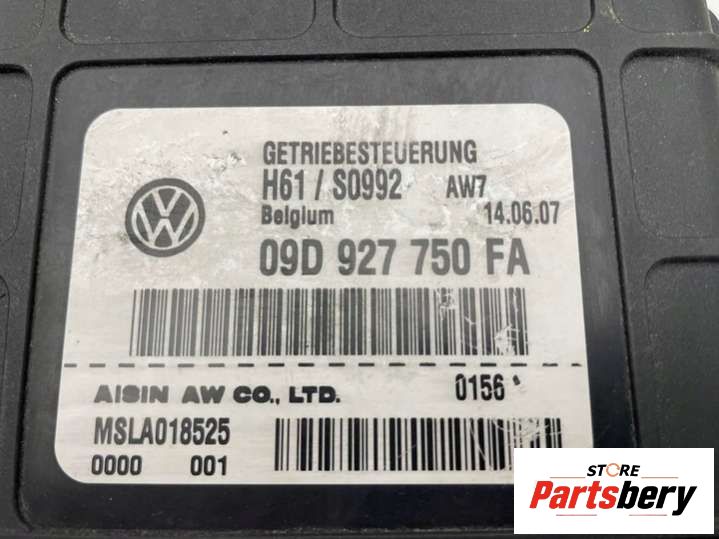 GETRIEBESTEUERUNG
H61 / S0992 AW7
Belgium 14.06.07
09D 927 750 FA
AISIN AW CO., LTD. 0156
MSLA018525
0000 001
STORE
Partsbery